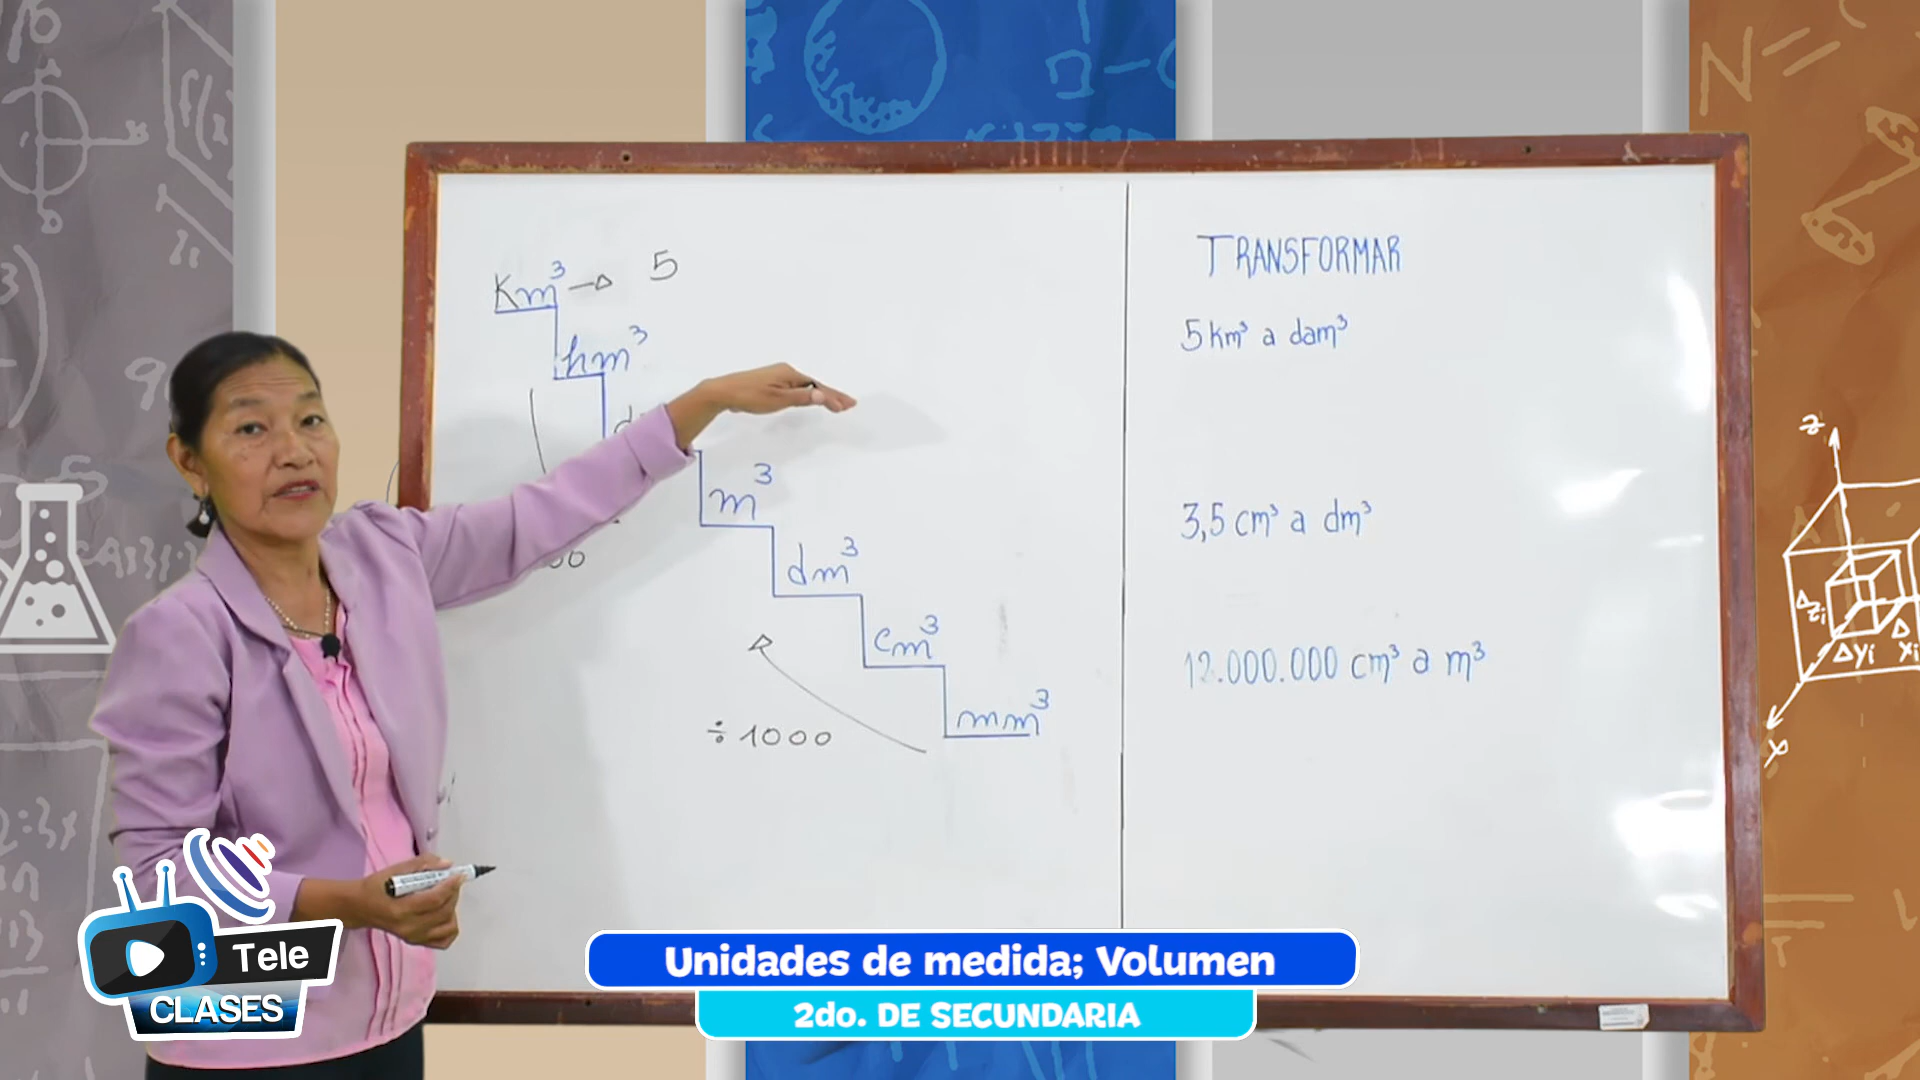 Km³ → 5
hm³
m³
dm³
cm³
mm³
÷ 1000
TRANSFORMAR
5 km³ a dam³
3,5 cm³ a dm³
12.000.000 cm³ a m³
Tele
CLASES
Unidades de medida; Volumen
2do. DE SECUNDARIA